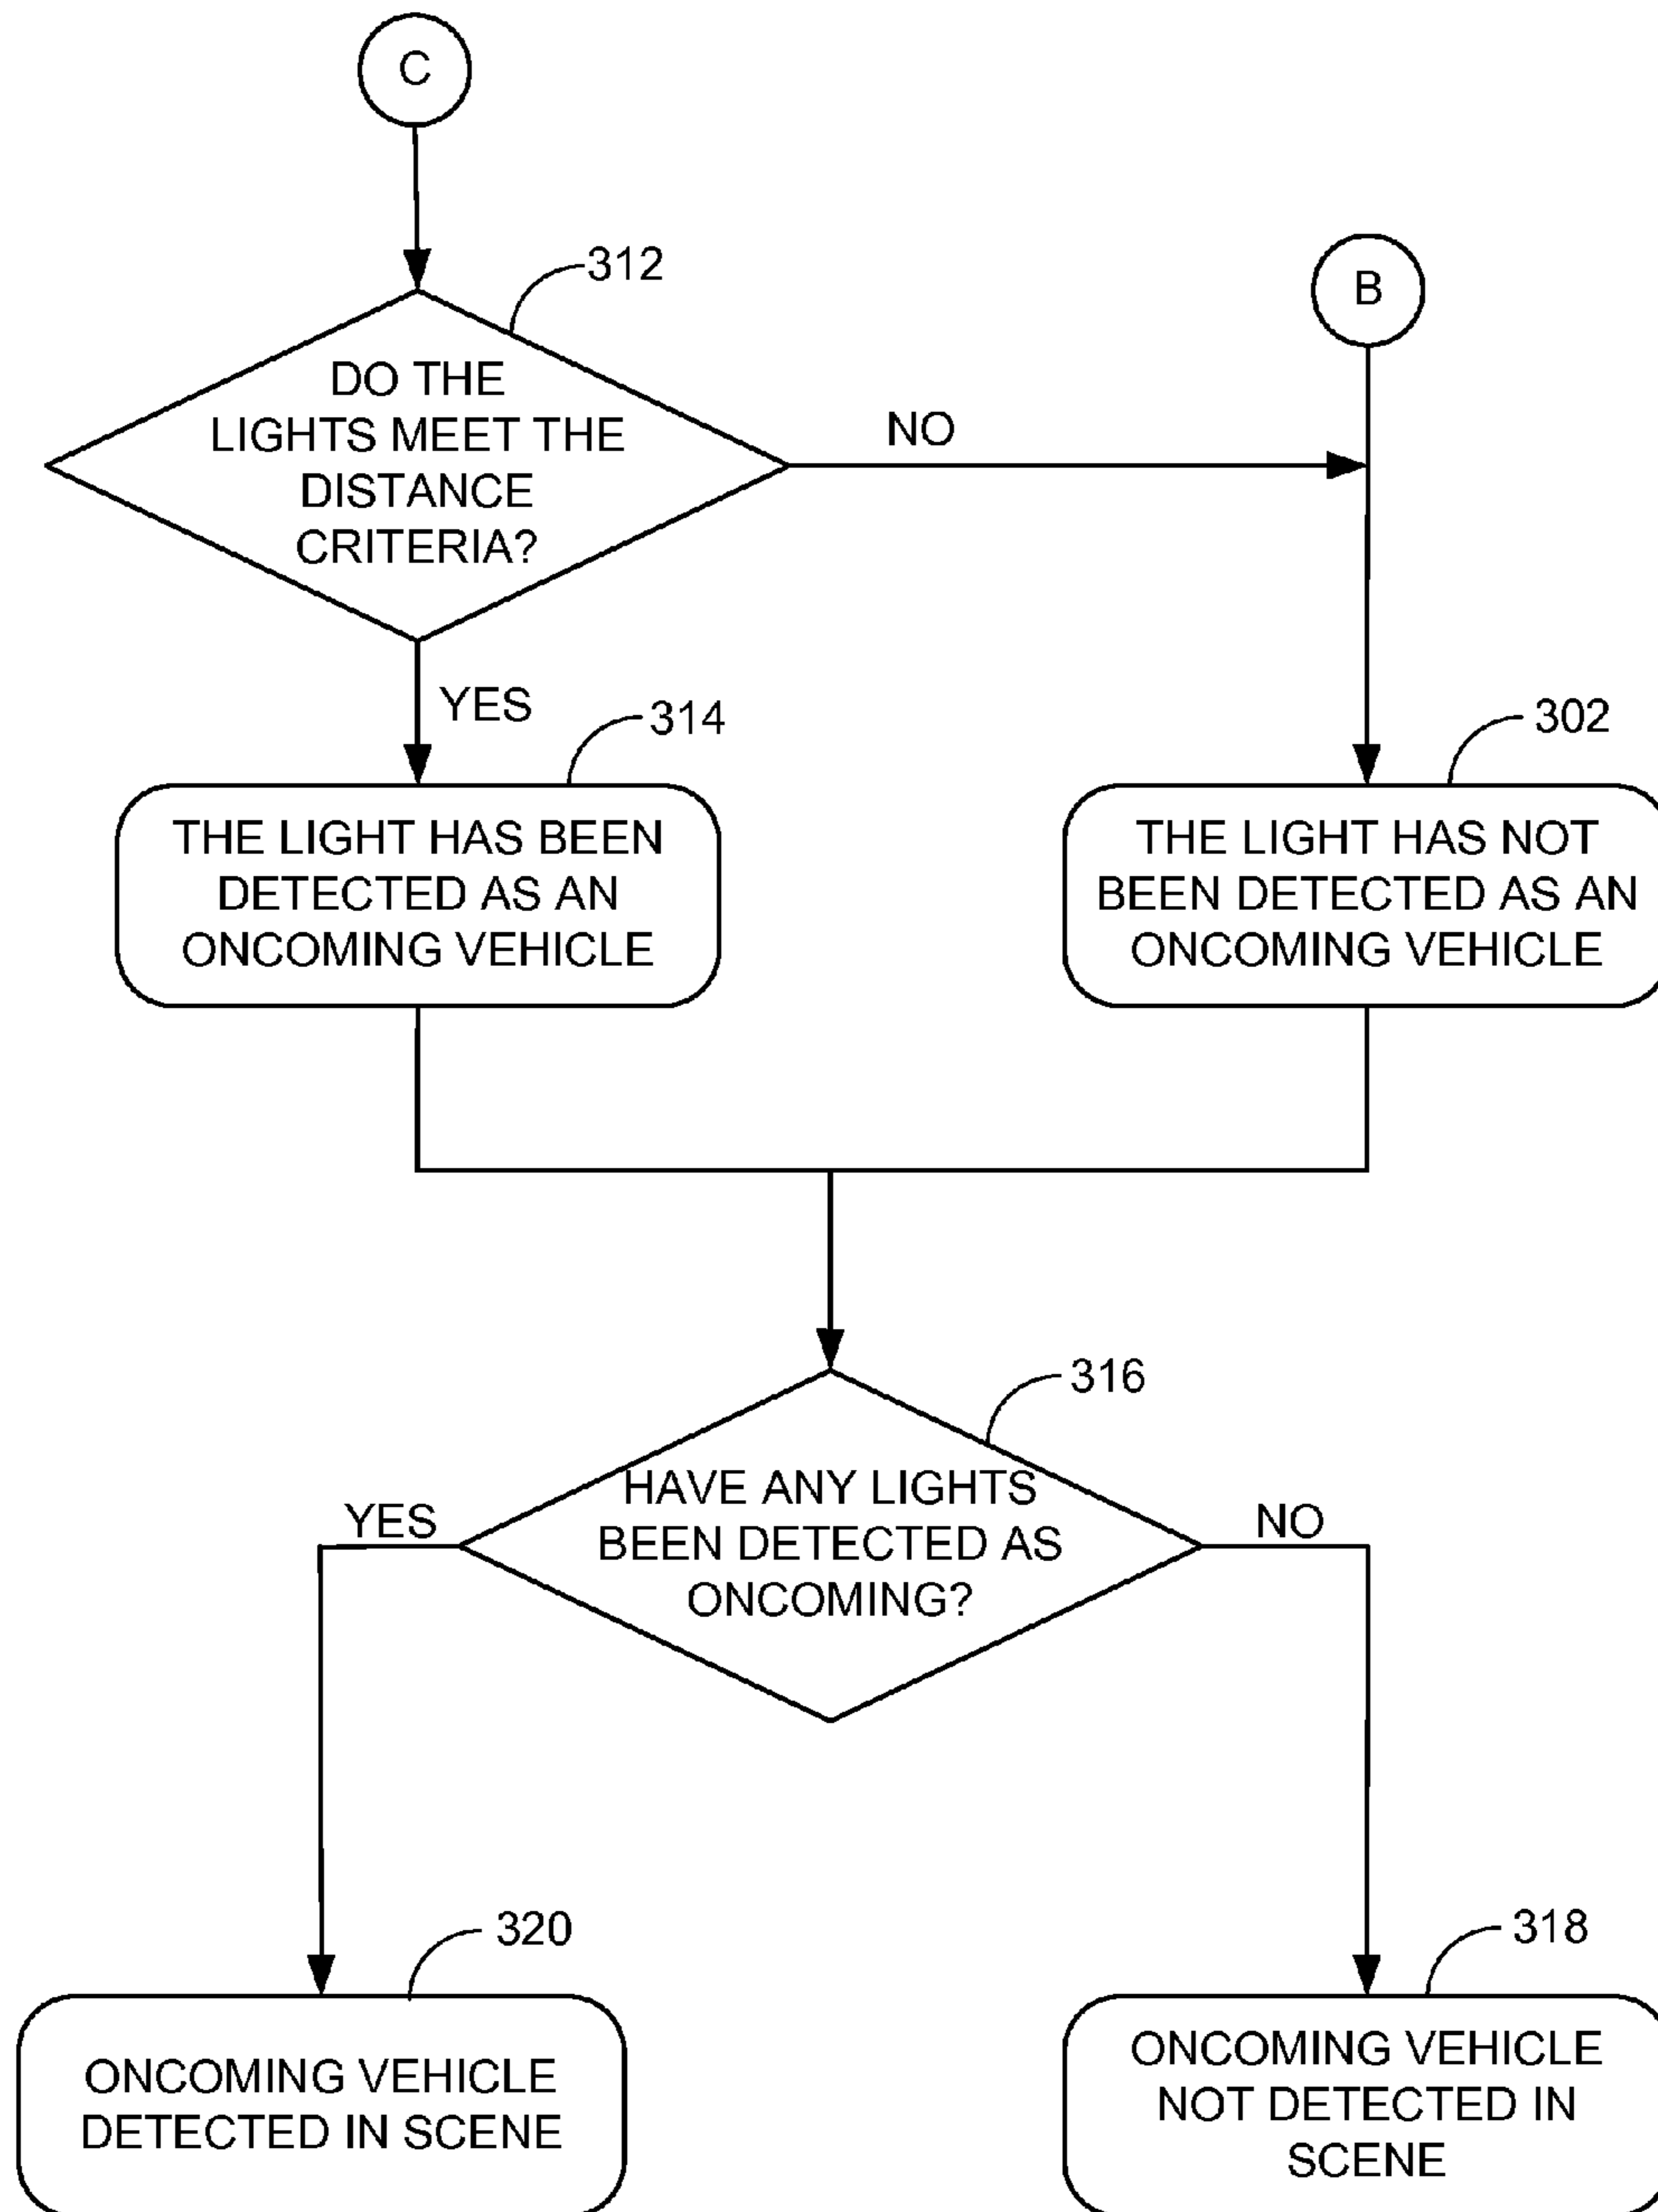 C
312
B
DO THE
LIGHTS MEET THE
DISTANCE
CRITERIA?
NO
YES
314
302
THE LIGHT HAS BEEN
DETECTED AS AN
ONCOMING VEHICLE
THE LIGHT HAS NOT
BEEN DETECTED AS AN
ONCOMING VEHICLE
316
HAVE ANY LIGHTS
BEEN DETECTED AS
ONCOMING?
YES
NO
320
318
ONCOMING VEHICLE
DETECTED IN SCENE
ONCOMING VEHICLE
NOT DETECTED IN
SCENE